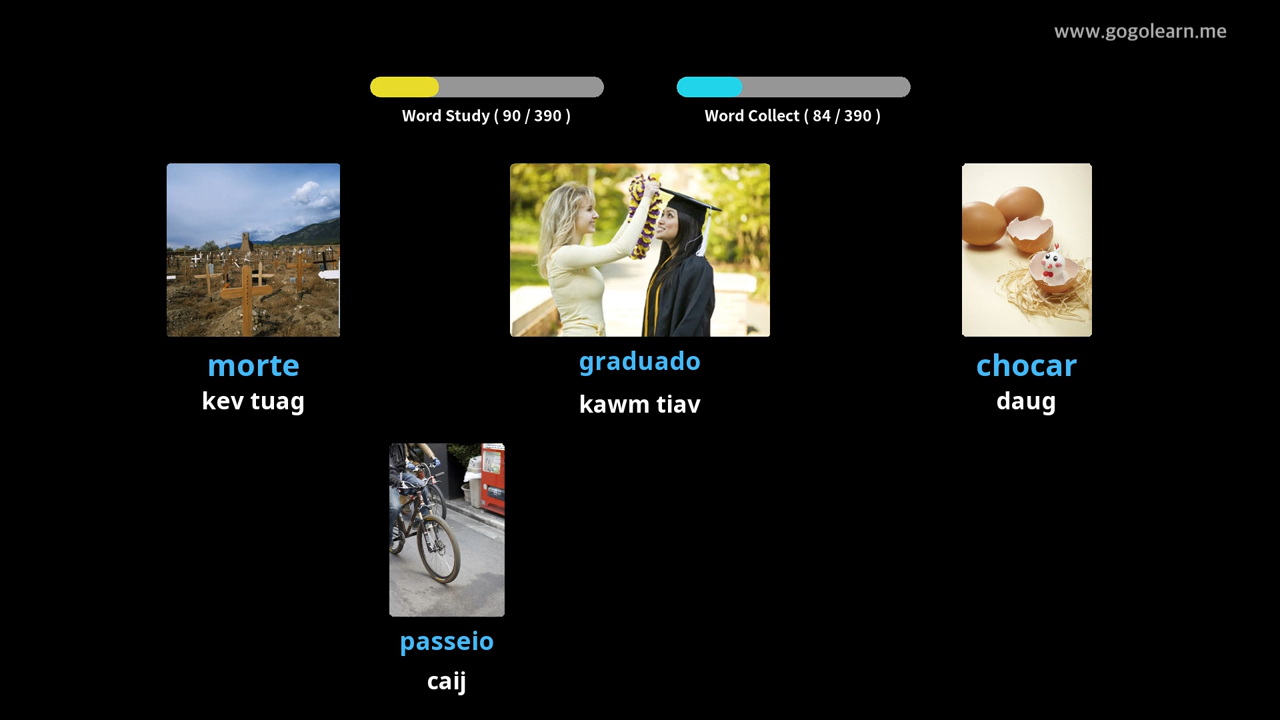 www.gogolearn.me
Word Study ( 90 / 390 )
Word Collect ( 84 / 390 )
morte
kev tuag
graduado
kawm tiav
chocar
daug
passeio
caij